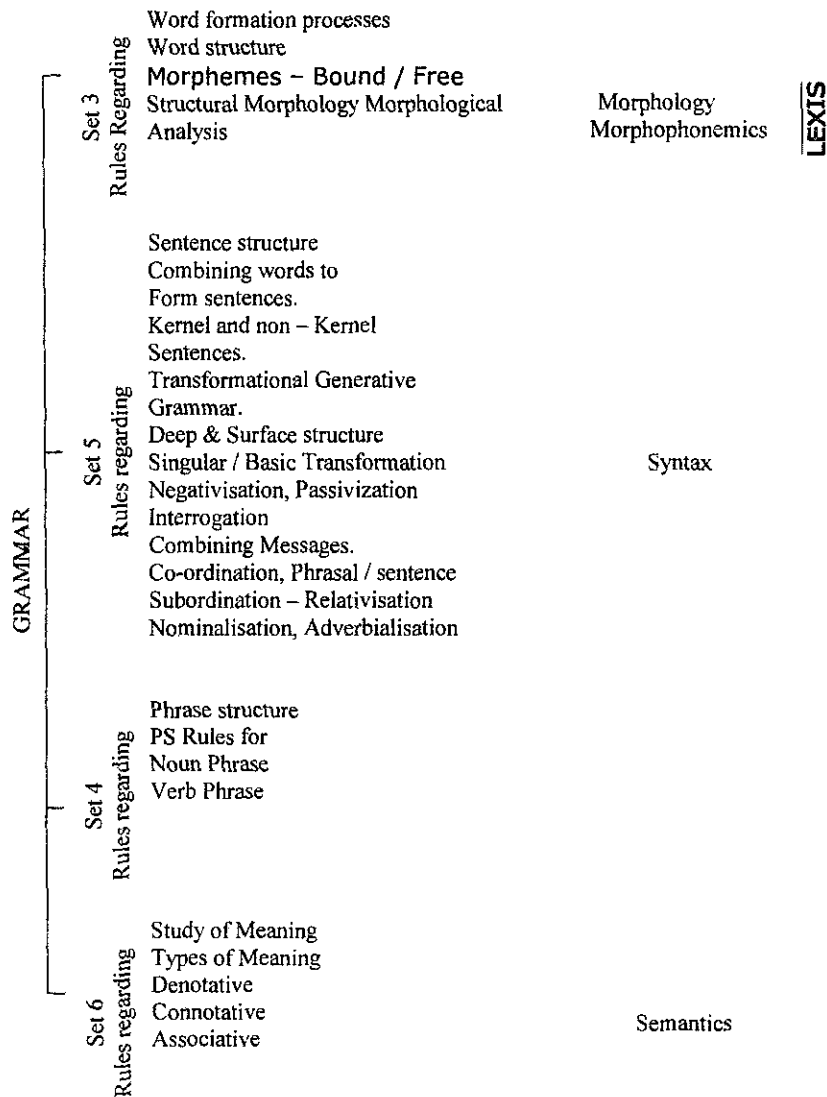 GRAMMAR
Set 3
Rules Regarding
Word formation processes
Word structure
Morphemes – Bound / Free
Structural Morphology Morphological
Analysis
Morphology
Morphophonemics
LEXIS
Set 5
Rules regarding
Sentence structure
Combining words to
Form sentences.
Kernel and non – Kernel
Sentences.
Transformational Generative
Grammar.
Deep & Surface structure
Singular / Basic Transformation
Negativisation, Passivization
Interrogation
Combining Messages.
Co-ordination, Phrasal / sentence
Subordination – Relativisation
Nominalisation, Adverbialisation
Syntax
Set 4
Rules regarding
Phrase structure
PS Rules for
Noun Phrase
Verb Phrase
Set 6
Rules regarding
Study of Meaning
Types of Meaning
Denotative
Connotative
Associative
Semantics